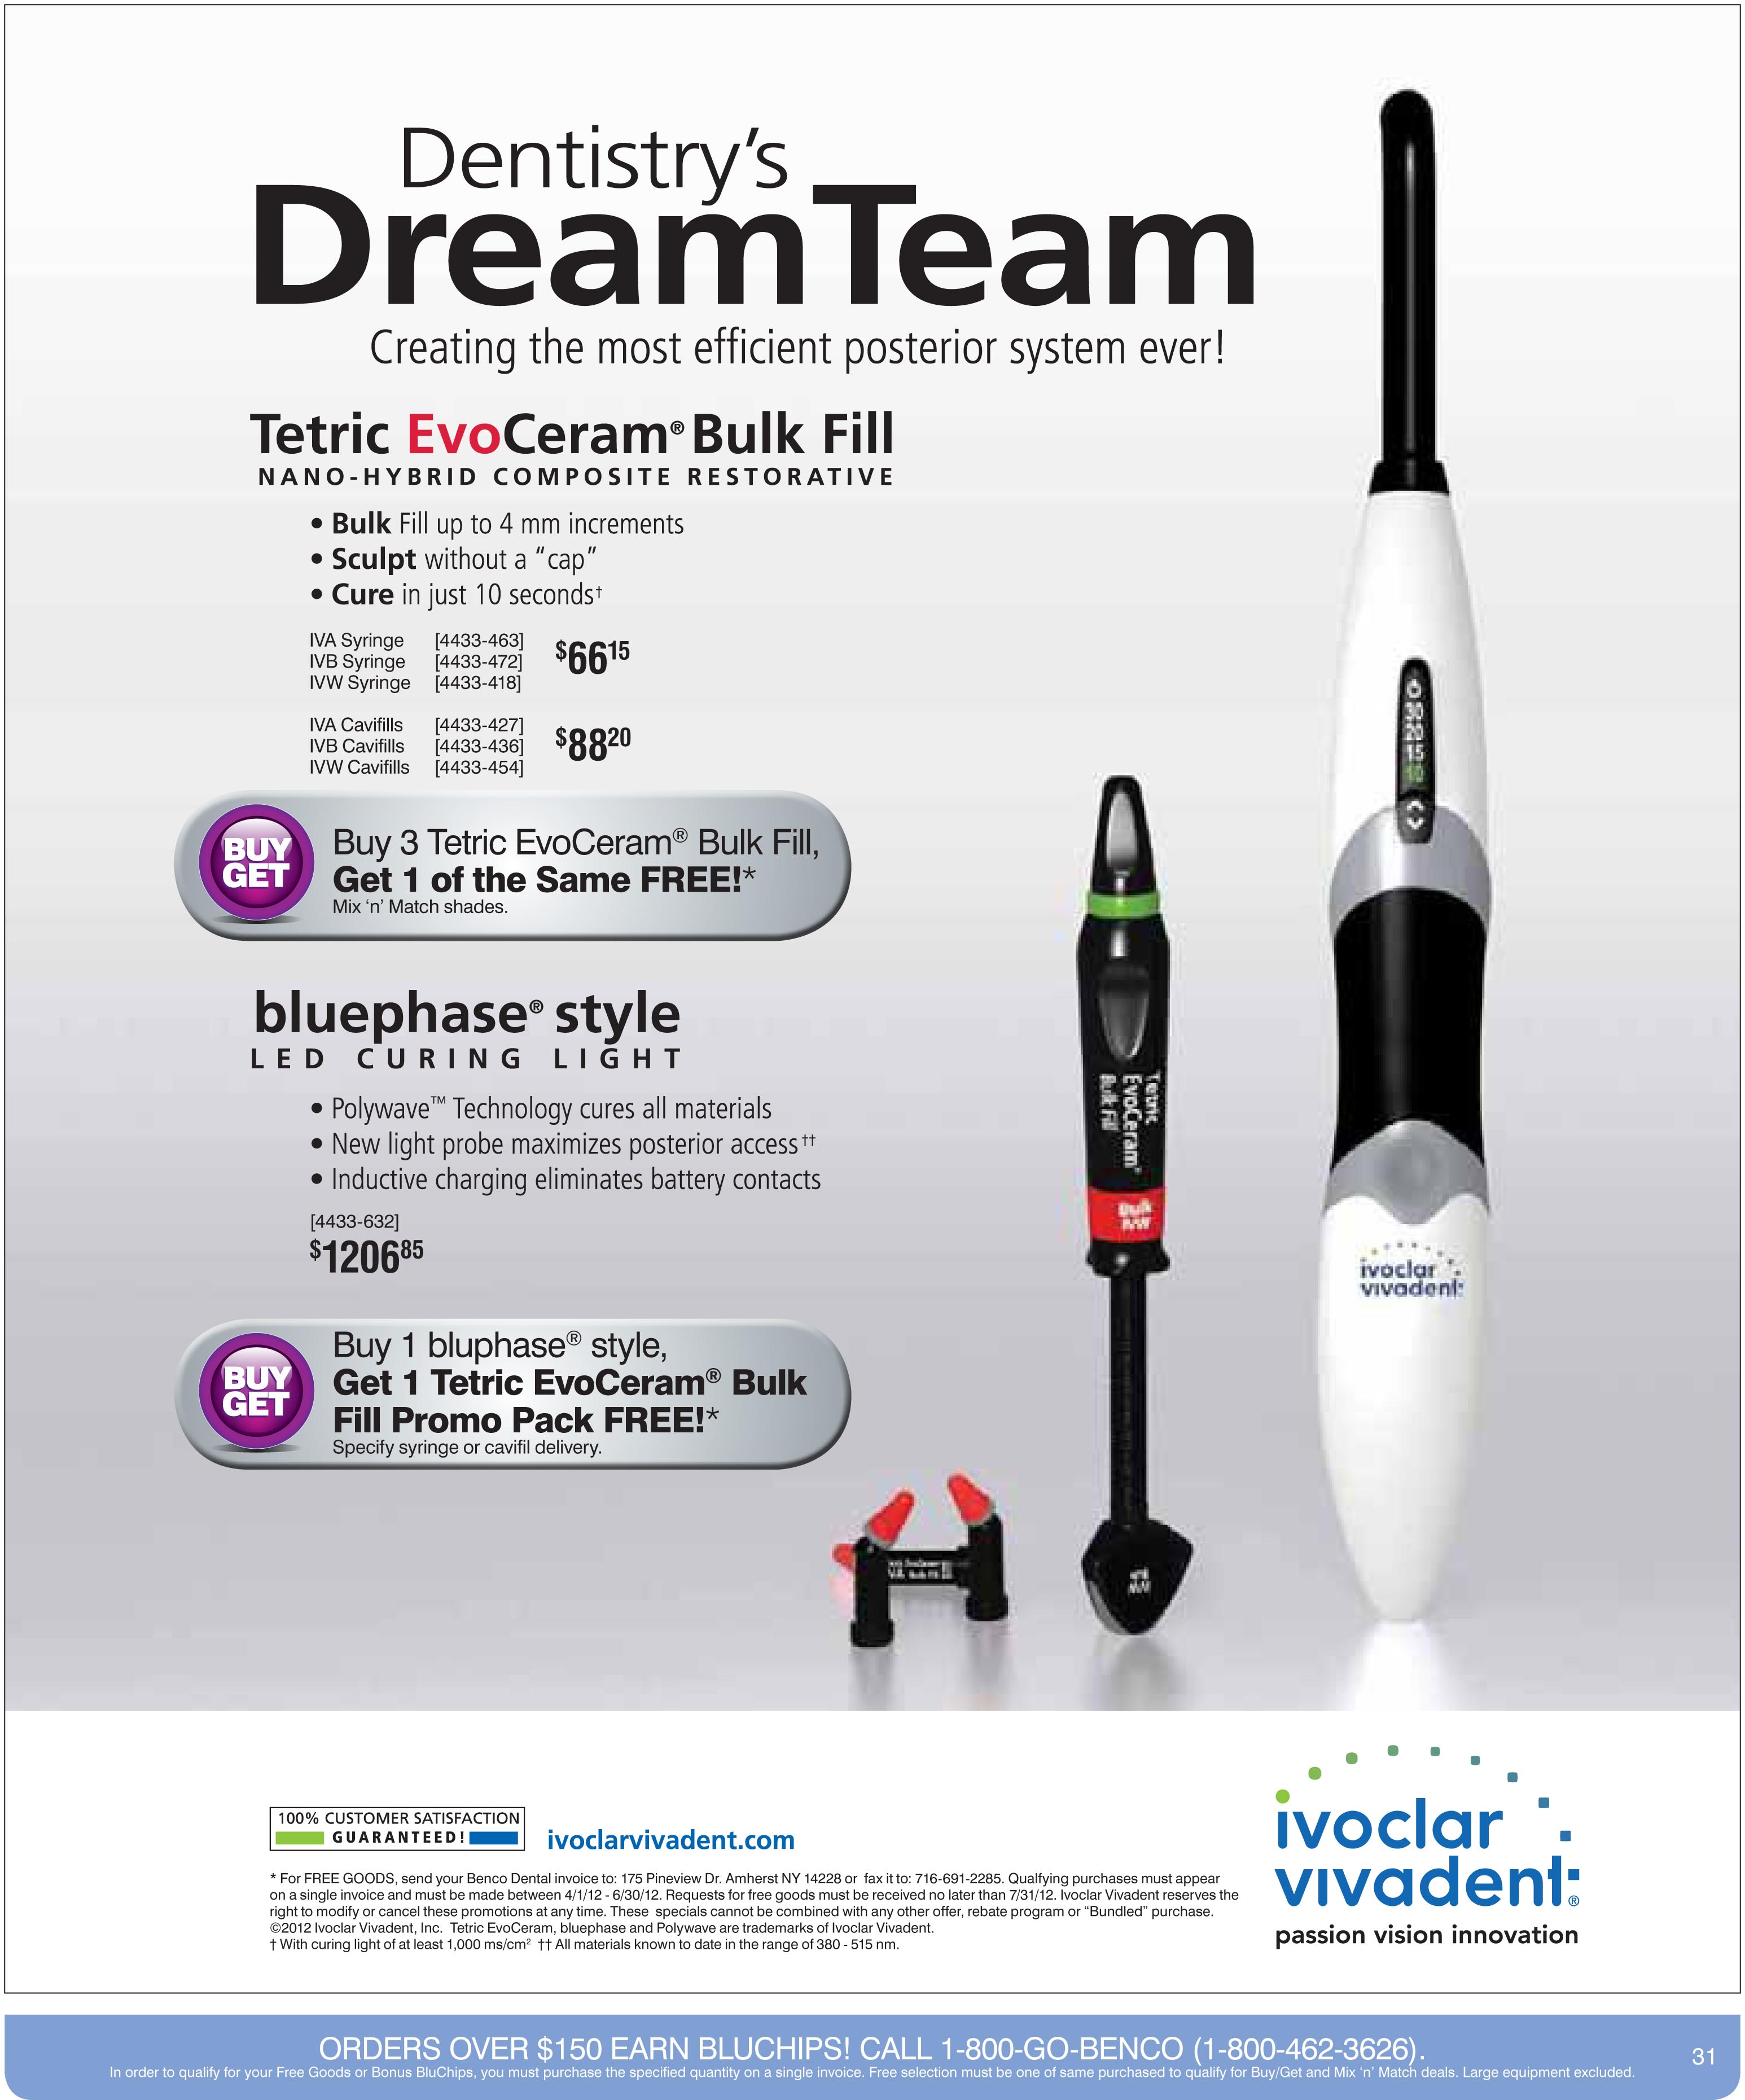 Dentistry's
DreamTeam
Creating the most efficient posterior system ever!
Tetric EvoCeram® Bulk Fill
NANO-HYBRID COMPOSITE RESTORATIVE
• Bulk Fill up to 4 mm increments
• Sculpt without a “cap”
• Cure in just 10 seconds†
IVA Syringe [4433-463]
IVB Syringe [4433-472]
IVW Syringe [4433-418]
$6615
IVA Cavifills [4433-427]
IVB Cavifills [4433-436]
IVW Cavifills [4433-454]
$8820
BUY
GET
Buy 3 Tetric EvoCeram® Bulk Fill,
Get 1 of the Same FREE!*
Mix ‘n’ Match shades.
bluephase® style
LED CURING LIGHT
• Polywave™ Technology cures all materials
• New light probe maximizes posterior access††
• Inductive charging eliminates battery contacts
[4433-632]
$120685
BUY
GET
Buy 1 bluphase® style,
Get 1 Tetric EvoCeram® Bulk
Fill Promo Pack FREE!*
Specify syringe or cavifil delivery.
Tetric
EvoCeram®
Bulk Fill
Bulk
IVW
ivoclar
vivadent
100% CUSTOMER SATISFACTION
GUARANTEED!
ivoclarvivadent.com
* For FREE GOODS, send your Benco Dental invoice to: 175 Pineview Dr. Amherst NY 14228 or fax it to: 716-691-2285. Qualfying purchases must appear
on a single invoice and must be made between 4/1/12 - 6/30/12. Requests for free goods must be received no later than 7/31/12. Ivoclar Vivadent reserves the
right to modify or cancel these promotions at any time. These specials cannot be combined with any other offer, rebate program or “Bundled” purchase.
©2012 Ivoclar Vivadent, Inc. Tetric EvoCeram, bluephase and Polywave are trademarks of Ivoclar Vivadent.
† With curing light of at least 1,000 ms/cm² †† All materials known to date in the range of 380 - 515 nm.
ivoclar
vivadent®
passion vision innovation
ORDERS OVER $150 EARN BLUCHIPS! CALL 1-800-GO-BENCO (1-800-462-3626).
In order to qualify for your Free Goods or Bonus BluChips, you must purchase the specified quantity on a single invoice. Free selection must be one of same purchased to qualify for Buy/Get and Mix ‘n’ Match deals. Large equipment excluded.
31